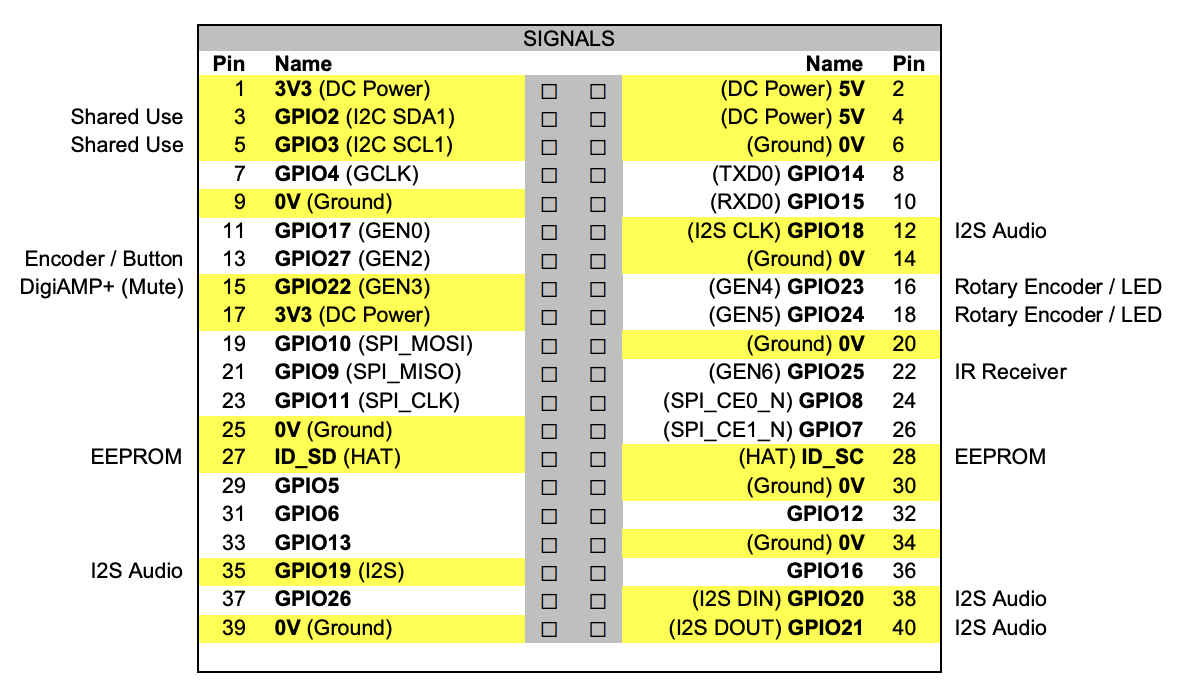 SIGNALS
Pin Name Name Pin
1 3V3 (DC Power) (DC Power) 5V 2
Shared Use 3 GPIO2 (I2C SDA1) (DC Power) 5V 4
Shared Use 5 GPIO3 (I2C SCL1) (Ground) 0V 6
7 GPIO4 (GCLK) (TXD0) GPIO14 8
9 0V (Ground) (RXD0) GPIO15 10
11 GPIO17 (GEN0) (I2S CLK) GPIO18 12 I2S Audio
Encoder / Button 13 GPIO27 (GEN2) (Ground) 0V 14
DigiAMP+ (Mute) 15 GPIO22 (GEN3) (GEN4) GPIO23 16 Rotary Encoder / LED
17 3V3 (DC Power) (GEN5) GPIO24 18 Rotary Encoder / LED
19 GPIO10 (SPI_MOSI) (Ground) 0V 20
21 GPIO9 (SPI_MISO) (GEN6) GPIO25 22 IR Receiver
23 GPIO11 (SPI_CLK) (SPI_CE0_N) GPIO8 24
25 0V (Ground) (SPI_CE1_N) GPIO7 26
EEPROM 27 ID_SD (HAT) (HAT) ID_SC 28 EEPROM
29 GPIO5 (Ground) 0V 30
31 GPIO6 GPIO12 32
33 GPIO13 (Ground) 0V 34
I2S Audio 35 GPIO19 (I2S) GPIO16 36
37 GPIO26 (I2S DIN) GPIO20 38 I2S Audio
39 0V (Ground) (I2S DOUT) GPIO21 40 I2S Audio